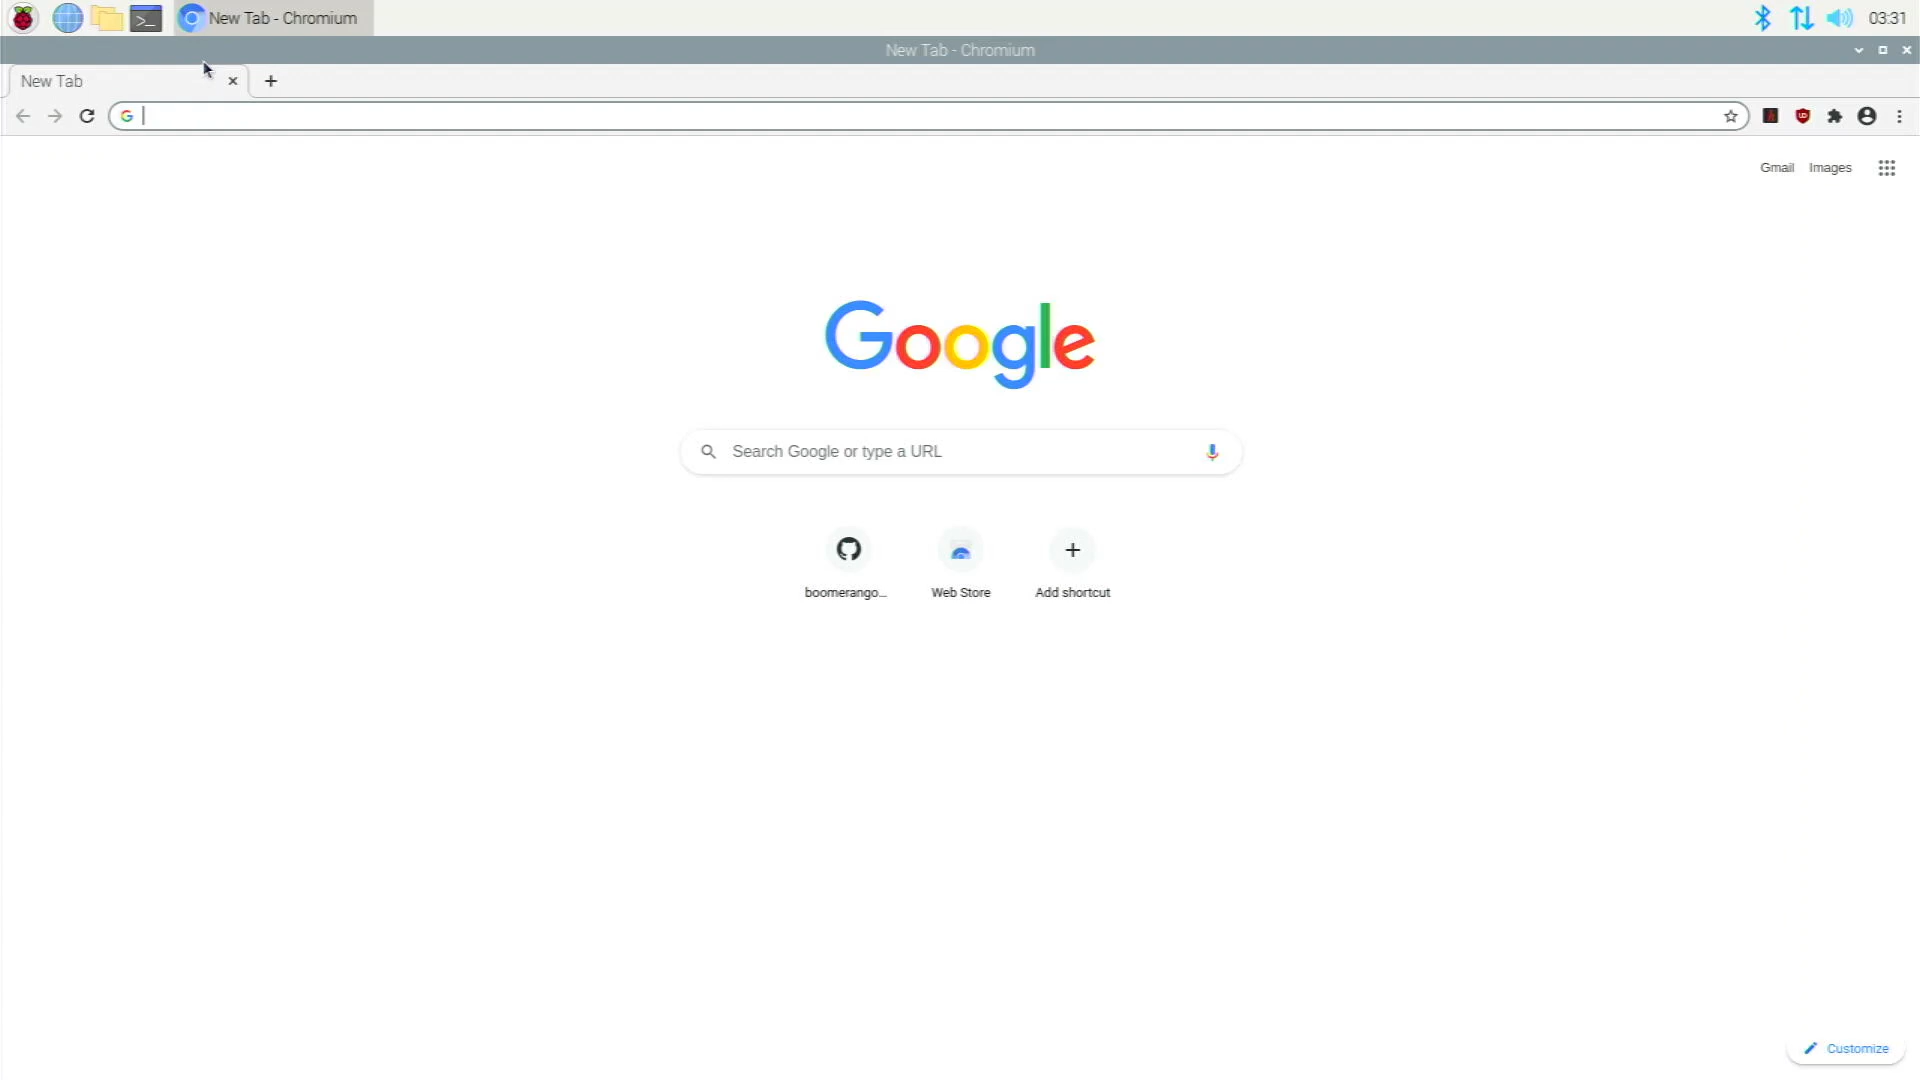 New Tab - Chromium
03:31
New Tab - Chromium
New Tab
Gmail Images
Google
Search Google or type a URL
boomerango... Web Store Add shortcut
Customize